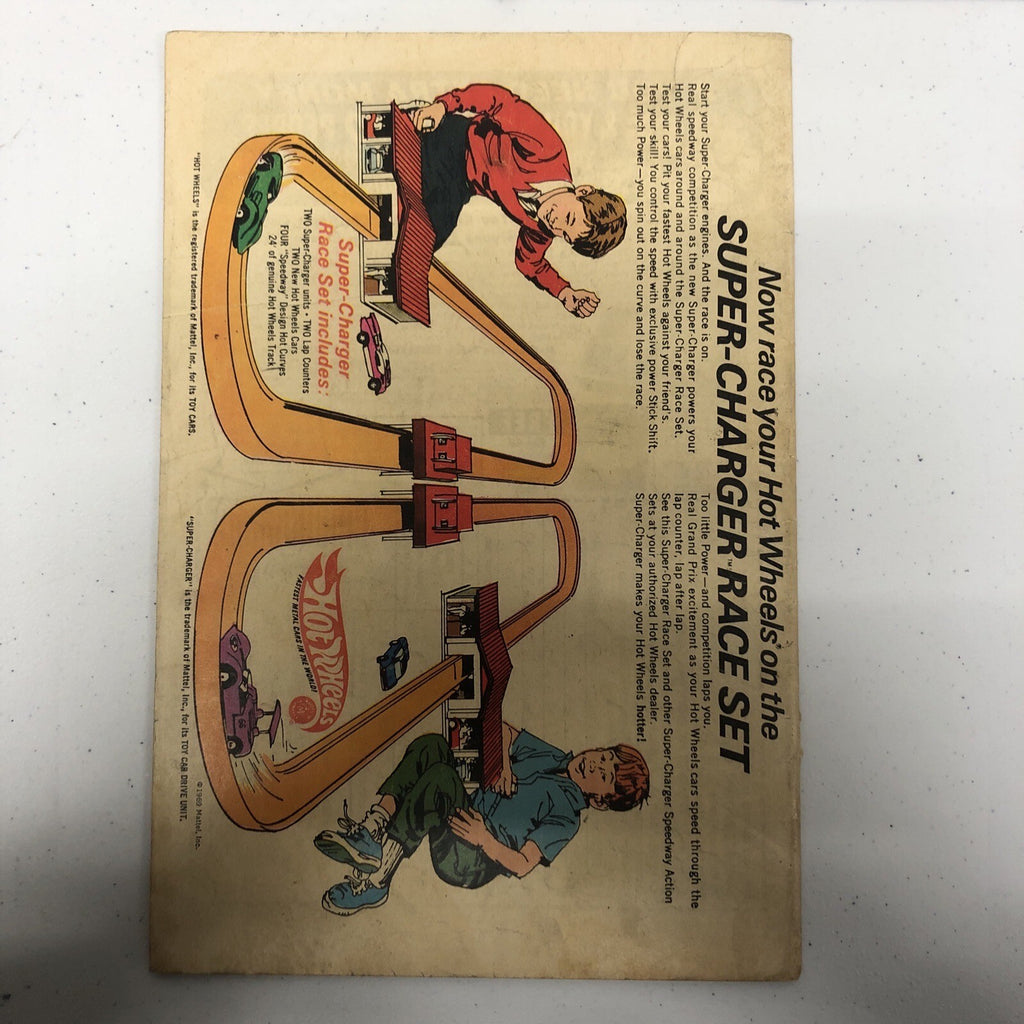 Now race your Hot Wheels® on the
SUPER-CHARGER™ RACE SET
Start your Super-Charger engines. And the race is on.
Real speedway competition as the new Super-Charger powers your
Hot Wheels cars around and around the Super-Charger Race Set.
Test your cars! Pit your fastest Hot Wheels against your friend's.
Test your skill! You control the speed with exclusive power Stick Shift.
Too much Power—you spin out on the curve and lose the race.
Too little Power—and competition laps you.
Real Grand Prix excitement as your Hot Wheels cars speed through the
lap counter, lap after lap.
See this Super-Charger Race Set and other Super-Charger Speedway Action
Sets at your authorized Hot Wheels dealer.
Super-Charger makes your Hot Wheels hotter!
Super-Charger
Race Set includes:
TWO Super-Charger units • TWO Lap Counters
TWO New Hot Wheels Cars
FOUR "Speedway" Design Hot Curves
24' of genuine Hot Wheels Track
Hot Wheels
FASTEST METAL CARS IN THE WORLD!
"HOT WHEELS" is the registered trademark of Mattel, Inc., for its TOY CARS.
"SUPER-CHARGER" is the trademark of Mattel, Inc., for its TOY CAR DRIVE UNIT.
©1969 Mattel, Inc.